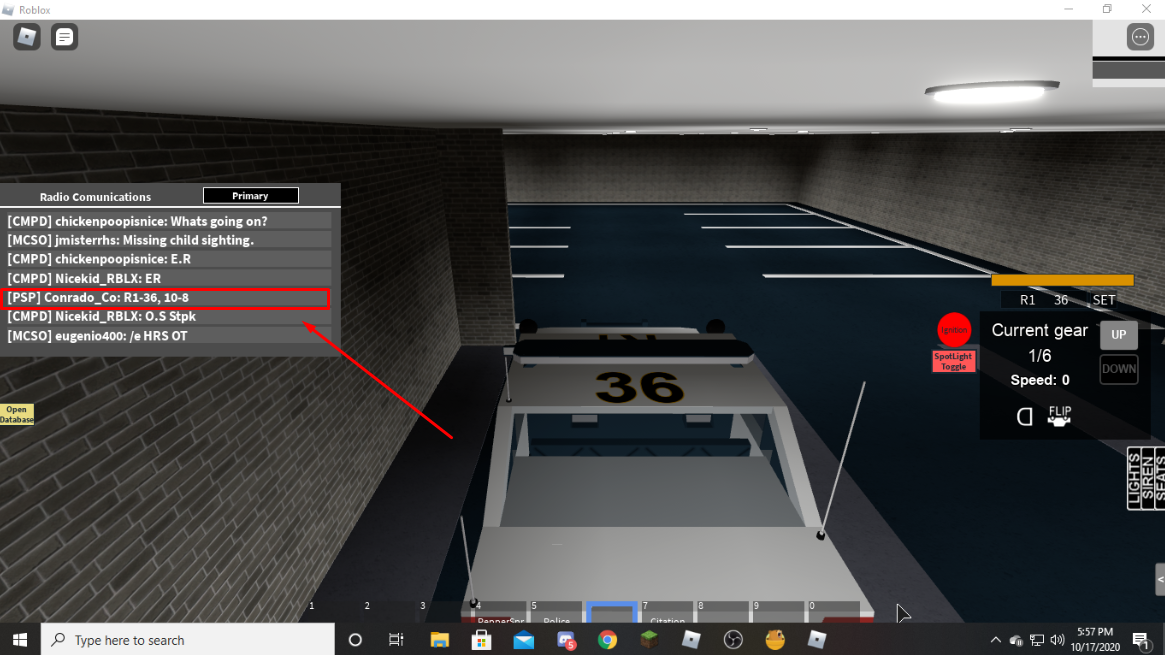 Roblox
Radio Comunications
Primary
[CMPD] chickenpoopisnice: Whats going on?
[MCSO] jmisterrhs: Missing child sighting.
[CMPD] chickenpoopisnice: E.R
[CMPD] Nicekid_RBLX: ER
[PSP] Conrado_Co: R1-36, 10-8
[CMPD] Nicekid_RBLX: O.S Stpk
[MCSO] eugenio400: /e HRS OT
Open
Database
36
R1 36 SET
Ignition
SpotLight
Toggle
Current gear
1/6
Speed: 0
UP
DOWN
FLIP
LIGHTS
SIREN
SEATS
<
1 2 3 4 5 7 8 9 0
PepperSpr Police Citation
Type here to search
5
5:57 PM
10/17/2020
1